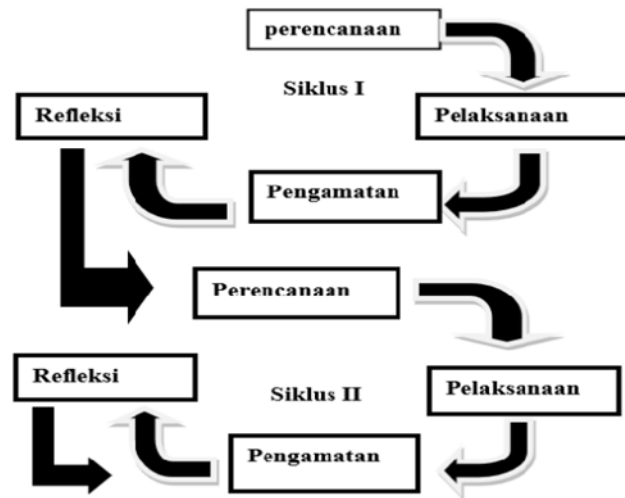 perencanaan
Siklus I
Refleksi
Pelaksanaan
Pengamatan
Perencanaan
Refleksi
Siklus II
Pelaksanaan
Pengamatan